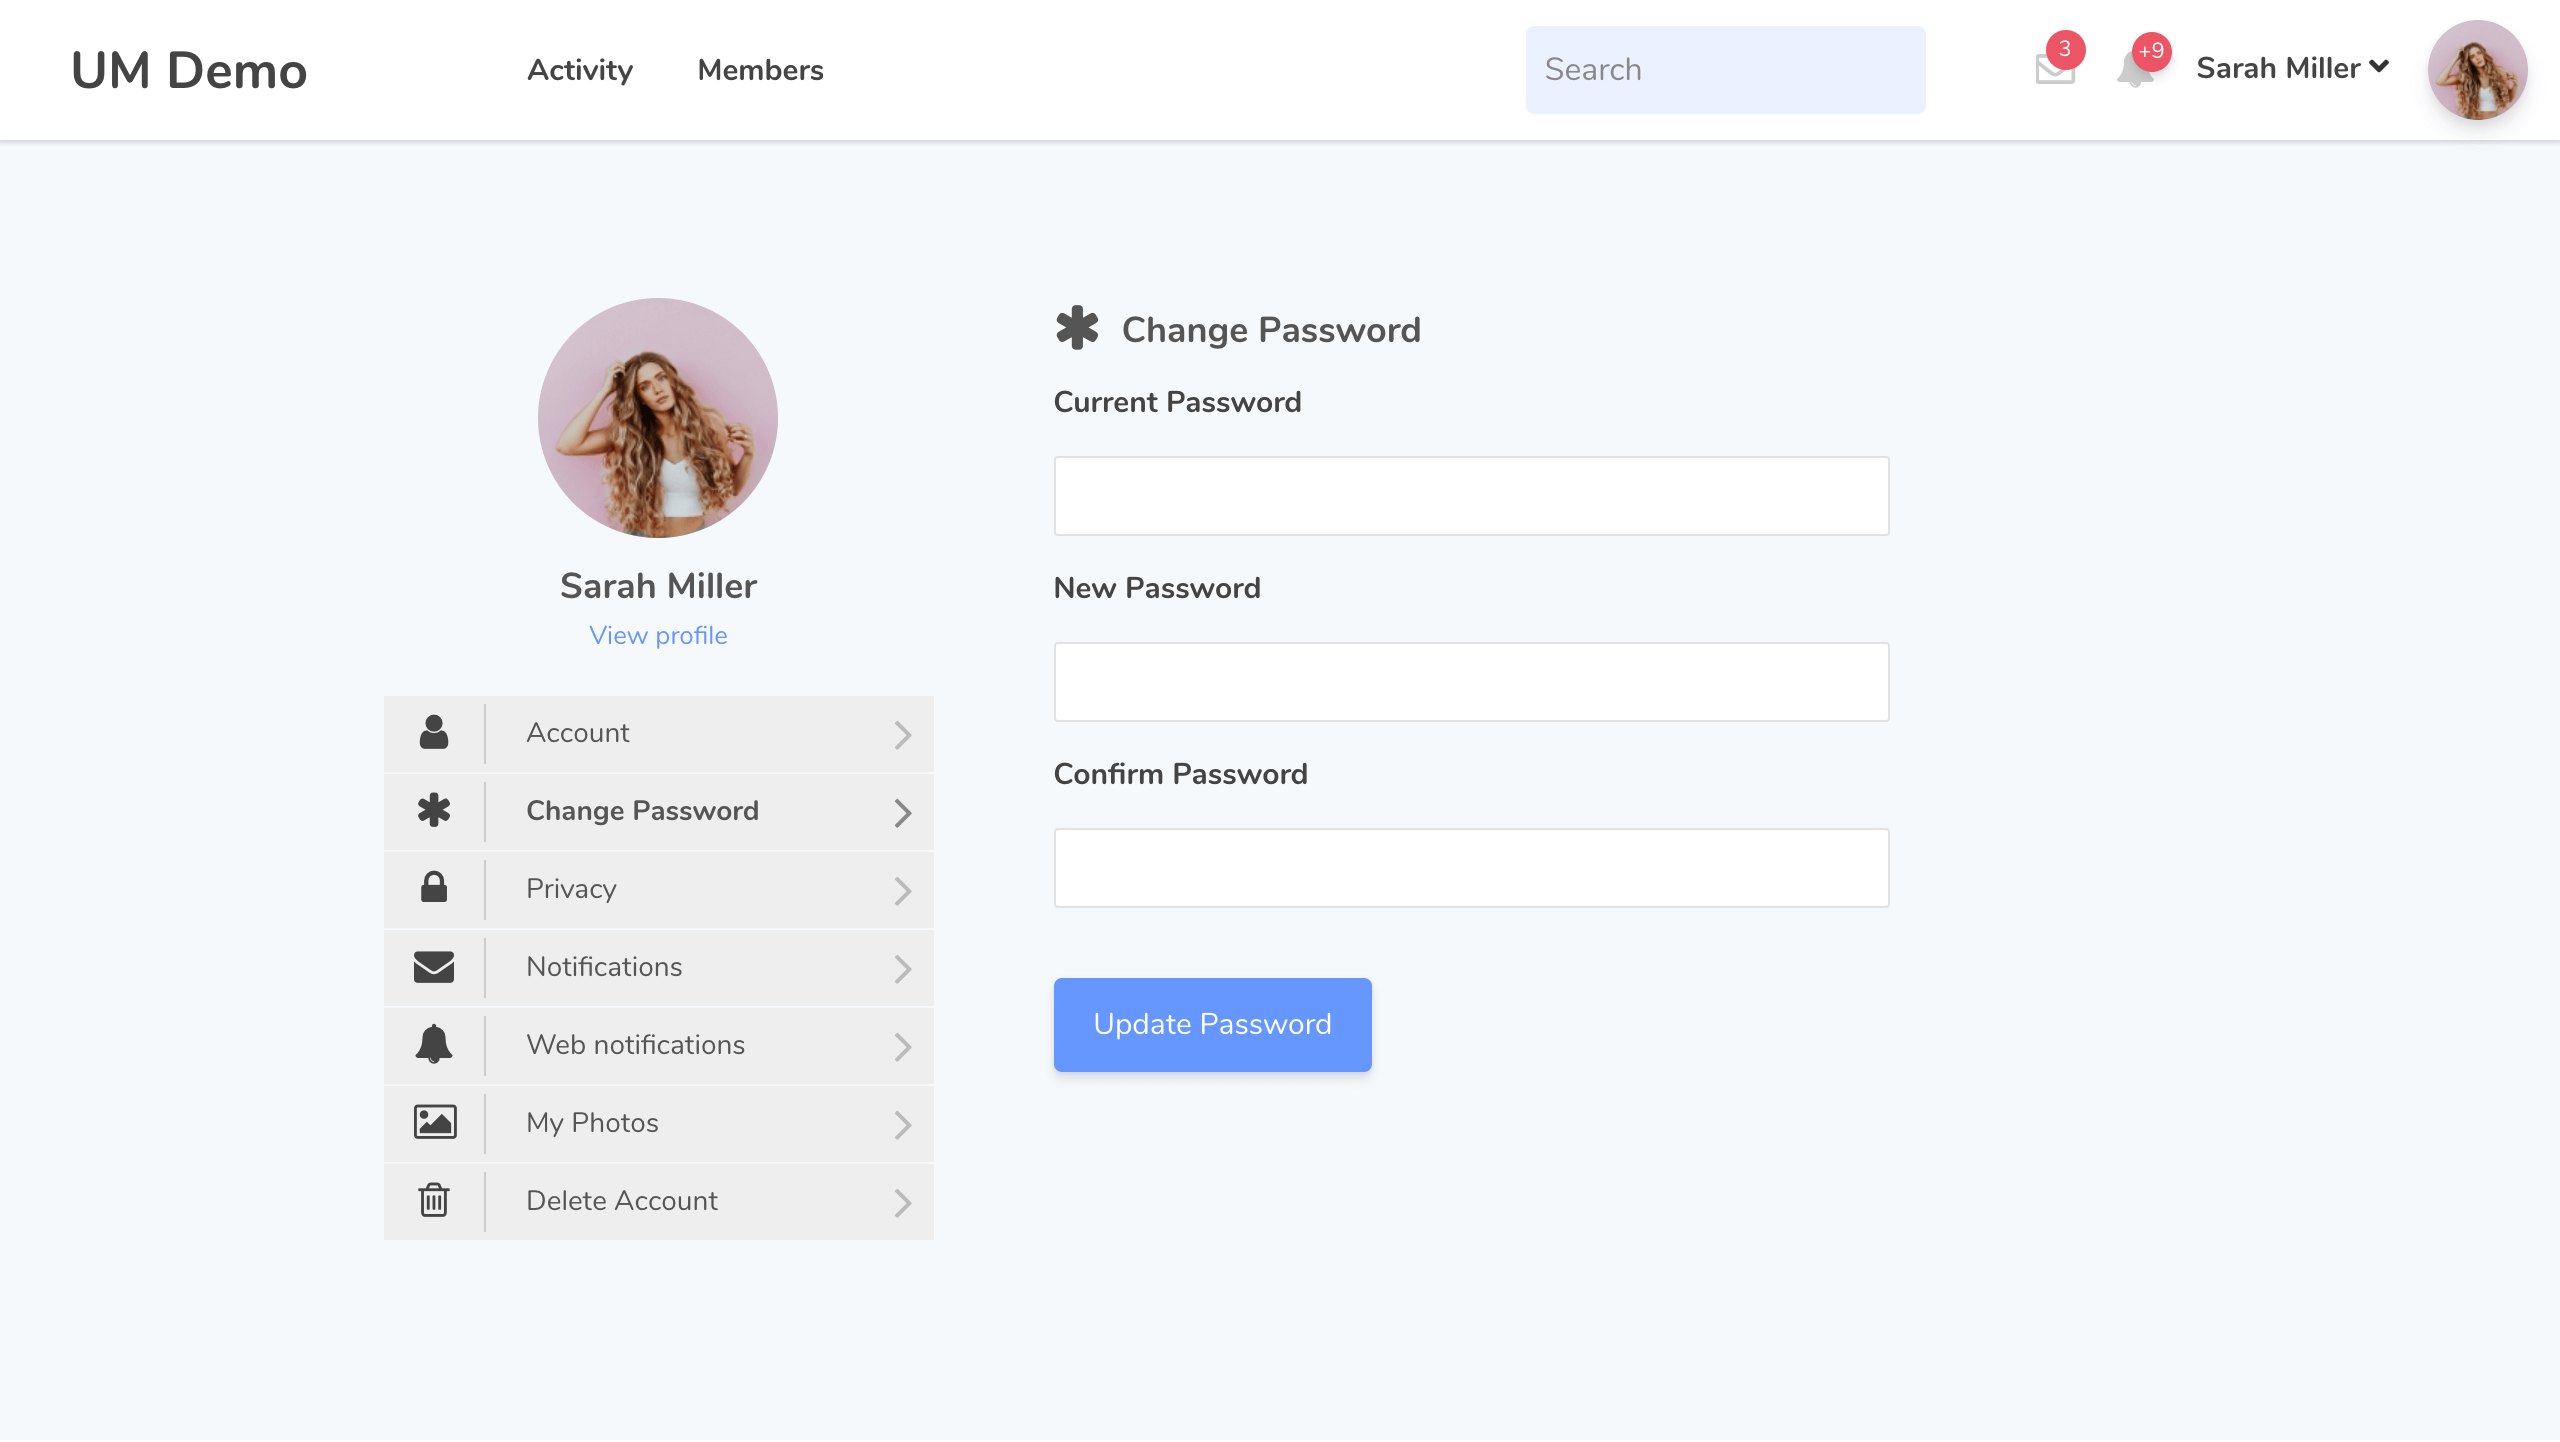 UM Demo
Activity
Members
Search
3
+9
Sarah Miller
Sarah Miller
View profile
Account
Change Password
Privacy
Notifications
Web notifications
My Photos
Delete Account
Change Password
Current Password
New Password
Confirm Password
Update Password